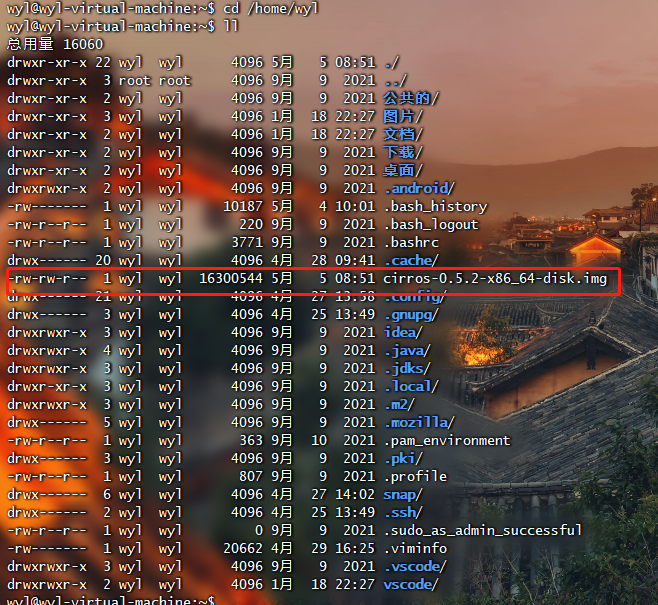 wyl@wyl-virtual-machine:~$ cd /home/wyl
wyl@wyl-virtual-machine:~$ ll
总用量 16060
drwxr-xr-x 22 wyl  wyl      4096 5月   5 08:51 ./
drwxr-xr-x  3 root root     4096 9月   9  2021 ../
drwxr-xr-x  2 wyl  wyl      4096 9月   9  2021 公共的/
drwxr-xr-x  3 wyl  wyl      4096 1月  18 22:27 图片/
drwxr-xr-x  2 wyl  wyl      4096 1月  18 22:27 文档/
drwxr-xr-x  2 wyl  wyl      4096 9月   9  2021 下载/
drwxr-xr-x  2 wyl  wyl      4096 9月   9  2021 桌面/
drwxrwxr-x  2 wyl  wyl      4096 9月   9  2021 .android/
-rw-------  1 wyl  wyl     10187 5月   4 10:01 .bash_history
-rw-r--r--  1 wyl  wyl       220 9月   9  2021 .bash_logout
-rw-r--r--  1 wyl  wyl      3771 9月   9  2021 .bashrc
drwx------ 20 wyl  wyl      4096 4月  28 09:41 .cache/
-rw-rw-r--  1 wyl  wyl  16300544 5月   5 08:51 cirros-0.5.2-x86_64-disk.img
drwx------ 21 wyl  wyl      4096 4月  27 13:58 .config/
drwx------  3 wyl  wyl      4096 4月  25 13:49 .gnupg/
drwxrwxr-x  3 wyl  wyl      4096 9月   9  2021 idea/
drwxrwxr-x  4 wyl  wyl      4096 9月   9  2021 .java/
drwxrwxr-x  3 wyl  wyl      4096 9月   9  2021 .jdks/
drwxr-xr-x  3 wyl  wyl      4096 9月   9  2021 .local/
drwxrwxr-x  3 wyl  wyl      4096 9月   9  2021 .m2/
drwx------  5 wyl  wyl      4096 9月   9  2021 .mozilla/
-rw-r--r--  1 wyl  wyl       363 9月  10  2021 .pam_environment
drwx------  3 wyl  wyl      4096 9月   9  2021 .pki/
-rw-r--r--  1 wyl  wyl       807 9月   9  2021 .profile
drwx------  6 wyl  wyl      4096 4月  27 14:02 snap/
drwx------  2 wyl  wyl      4096 4月  25 13:49 .ssh/
-rw-r--r--  1 wyl  wyl         0 9月   9  2021 .sudo_as_admin_successful
-rw-------  1 wyl  wyl     20662 4月  29 16:25 .viminfo
drwxrwxr-x  3 wyl  wyl      4096 9月   9  2021 .vscode/
drwxrwxr-x  2 wyl  wyl      4096 1月  18 22:27 vscode/
wyl@wyl-virtual-machine:~$